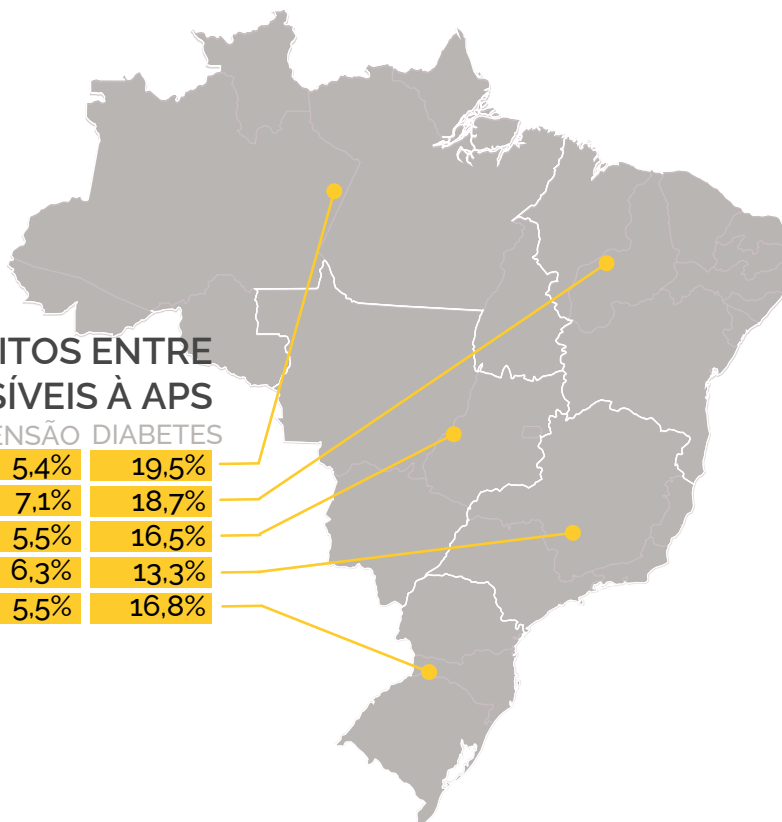 ITOS ENTRE
SÍVEIS À APS
ENSÃO DIABETES
5,4% 19,5%
7,1% 18,7%
5,5% 16,5%
6,3% 13,3%
5,5% 16,8%